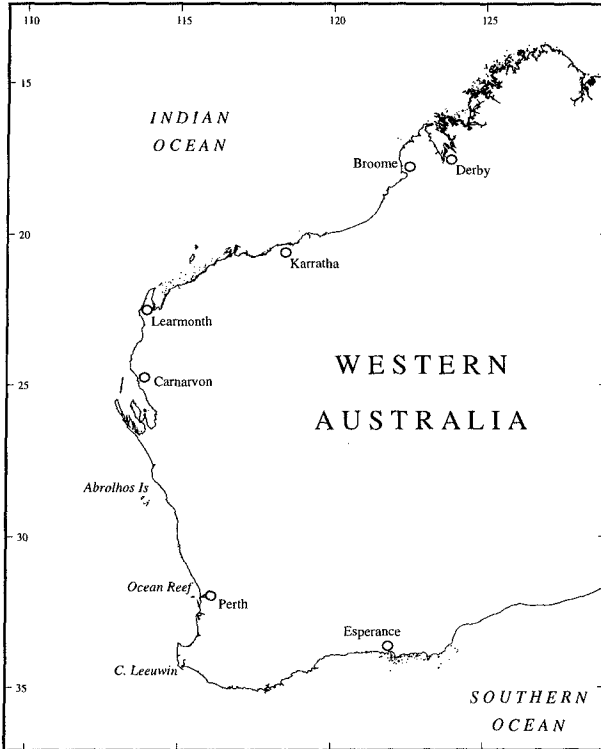 110 115 120 125
15
INDIAN
OCEAN
Broome
Derby
20
Karratha
Learmonth
WESTERN
25
Carnarvon
AUSTRALIA
Abrolhos Is
30
Ocean Reef
Perth
Esperance
C. Leeuwin
35
SOUTHERN
OCEAN